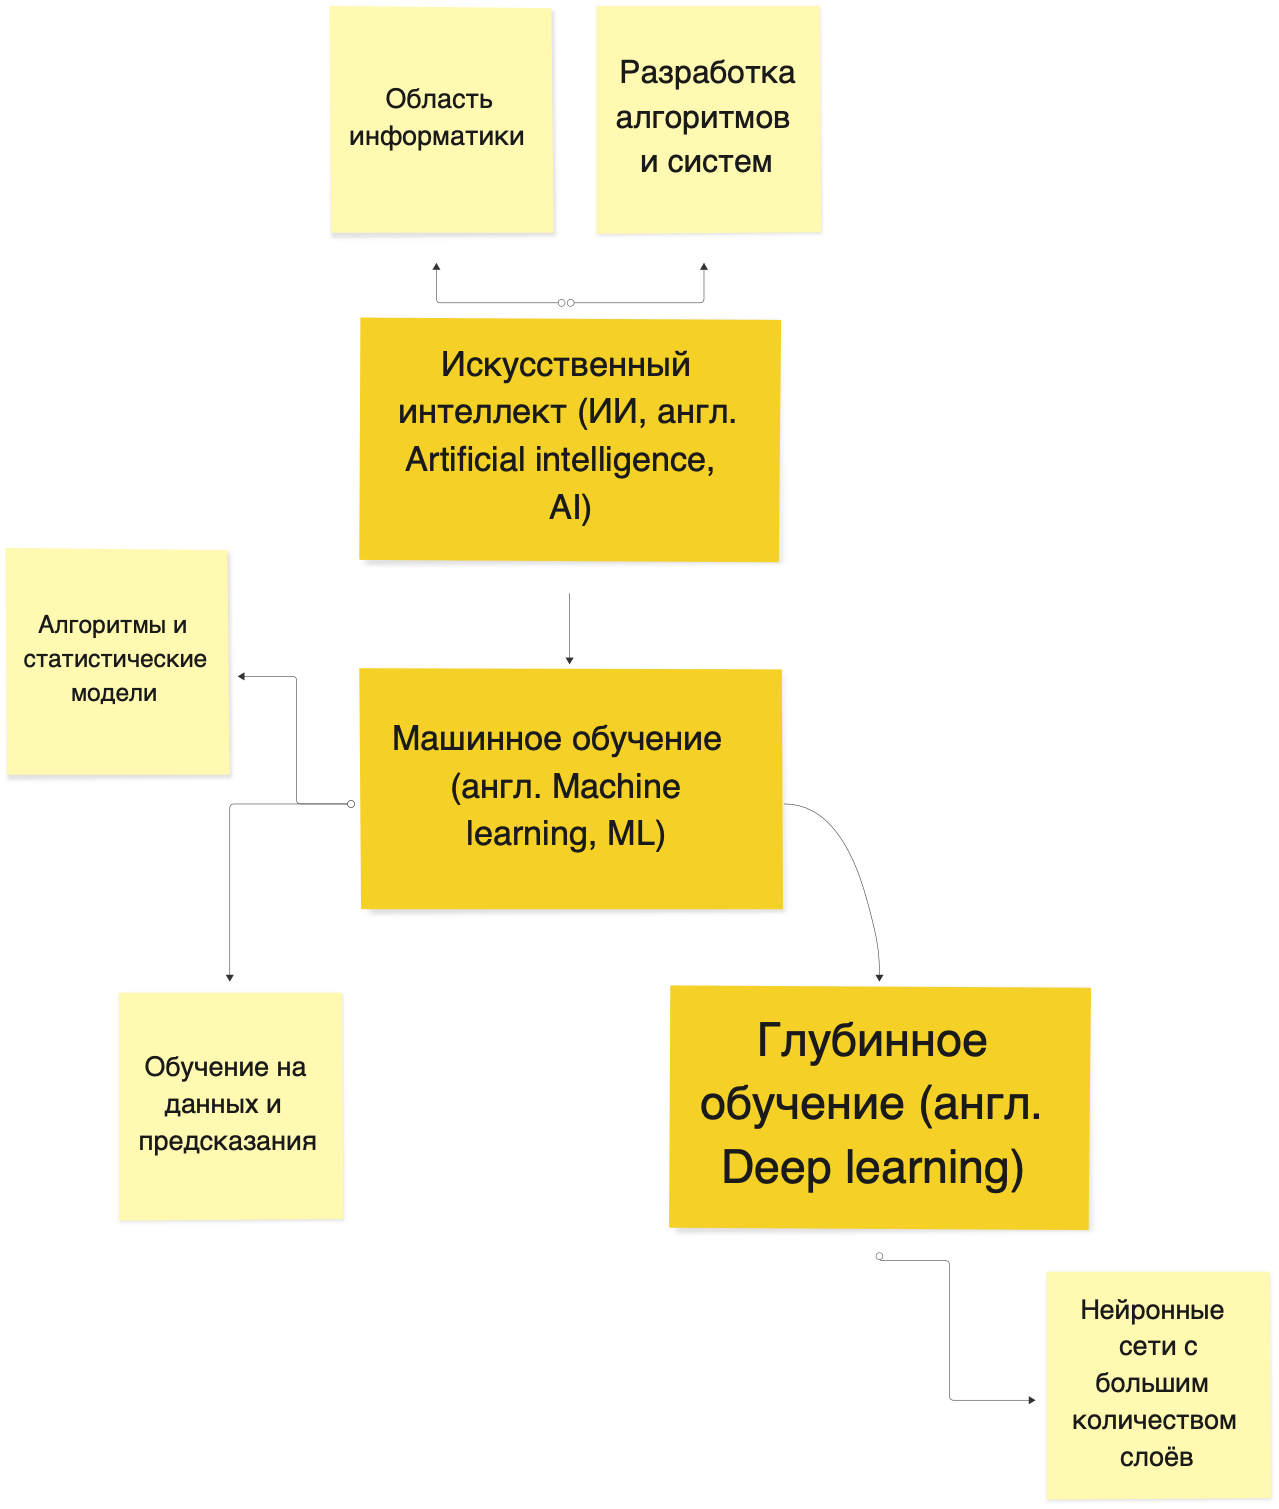 Область
информатики
Разработка
алгоритмов
и систем
Искусственный
интеллект (ИИ, англ.
Artificial intelligence,
AI)
Алгоритмы и
статистические
модели
Машинное обучение
(англ. Machine
learning, ML)
Обучение на
данных и
предсказания
Глубинное
обучение (англ.
Deep learning)
Нейронные
сети с
большим
количеством
слоёв